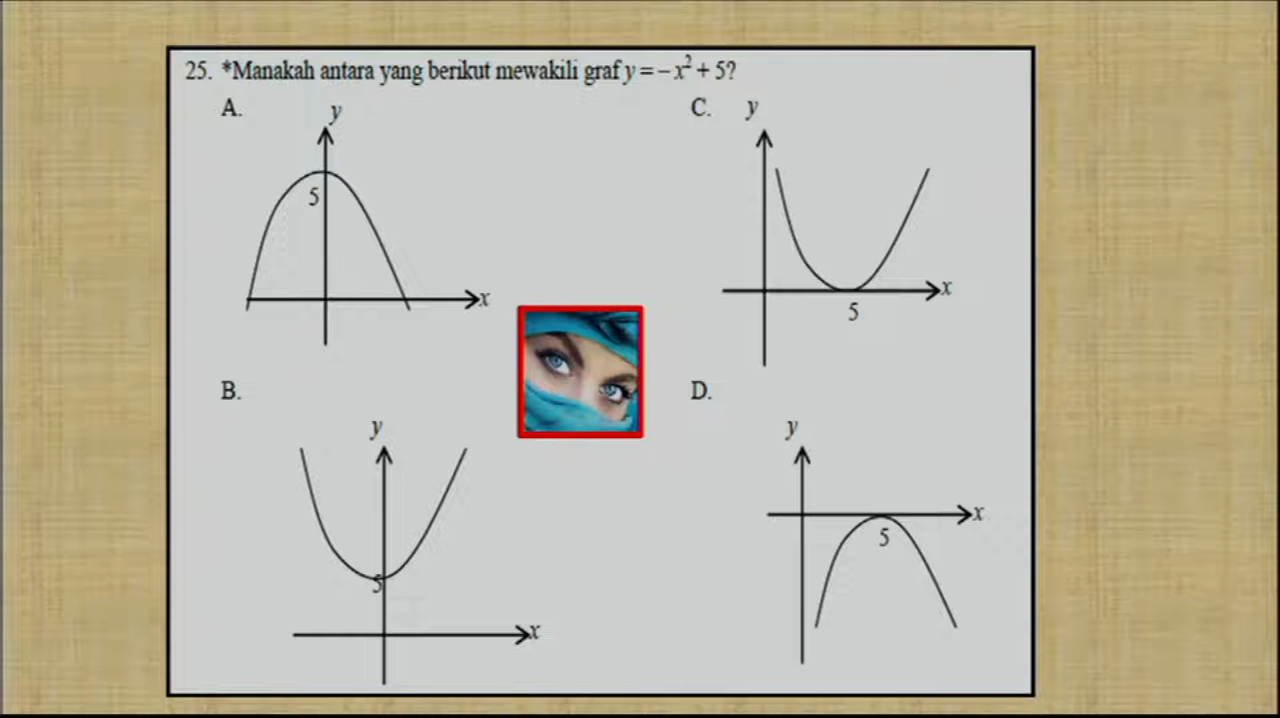 25. *Manakah antara yang berikut mewakili graf y = – x² + 5?
A.
y
5
x
C.
y
x
5
B.
y
5
x
D.
y
x
5